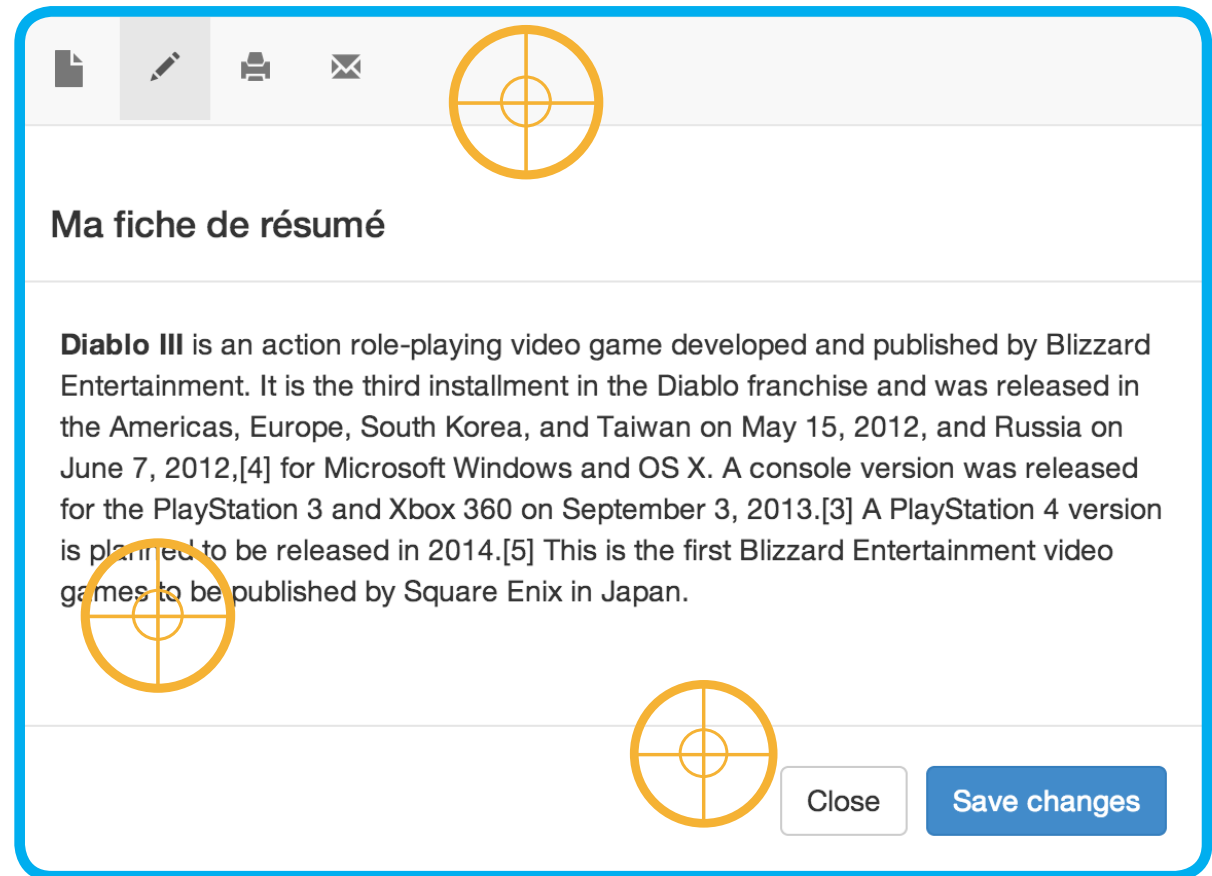 Ma fiche de résumé
Diablo III is an action role-playing video game developed and published by Blizzard
Entertainment. It is the third installment in the Diablo franchise and was released in
the Americas, Europe, South Korea, and Taiwan on May 15, 2012, and Russia on
June 7, 2012,[4] for Microsoft Windows and OS X. A console version was released
for the PlayStation 3 and Xbox 360 on September 3, 2013.[3] A PlayStation 4 version
is planned to be released in 2014.[5] This is the first Blizzard Entertainment video
games to be published by Square Enix in Japan.
Close Save changes